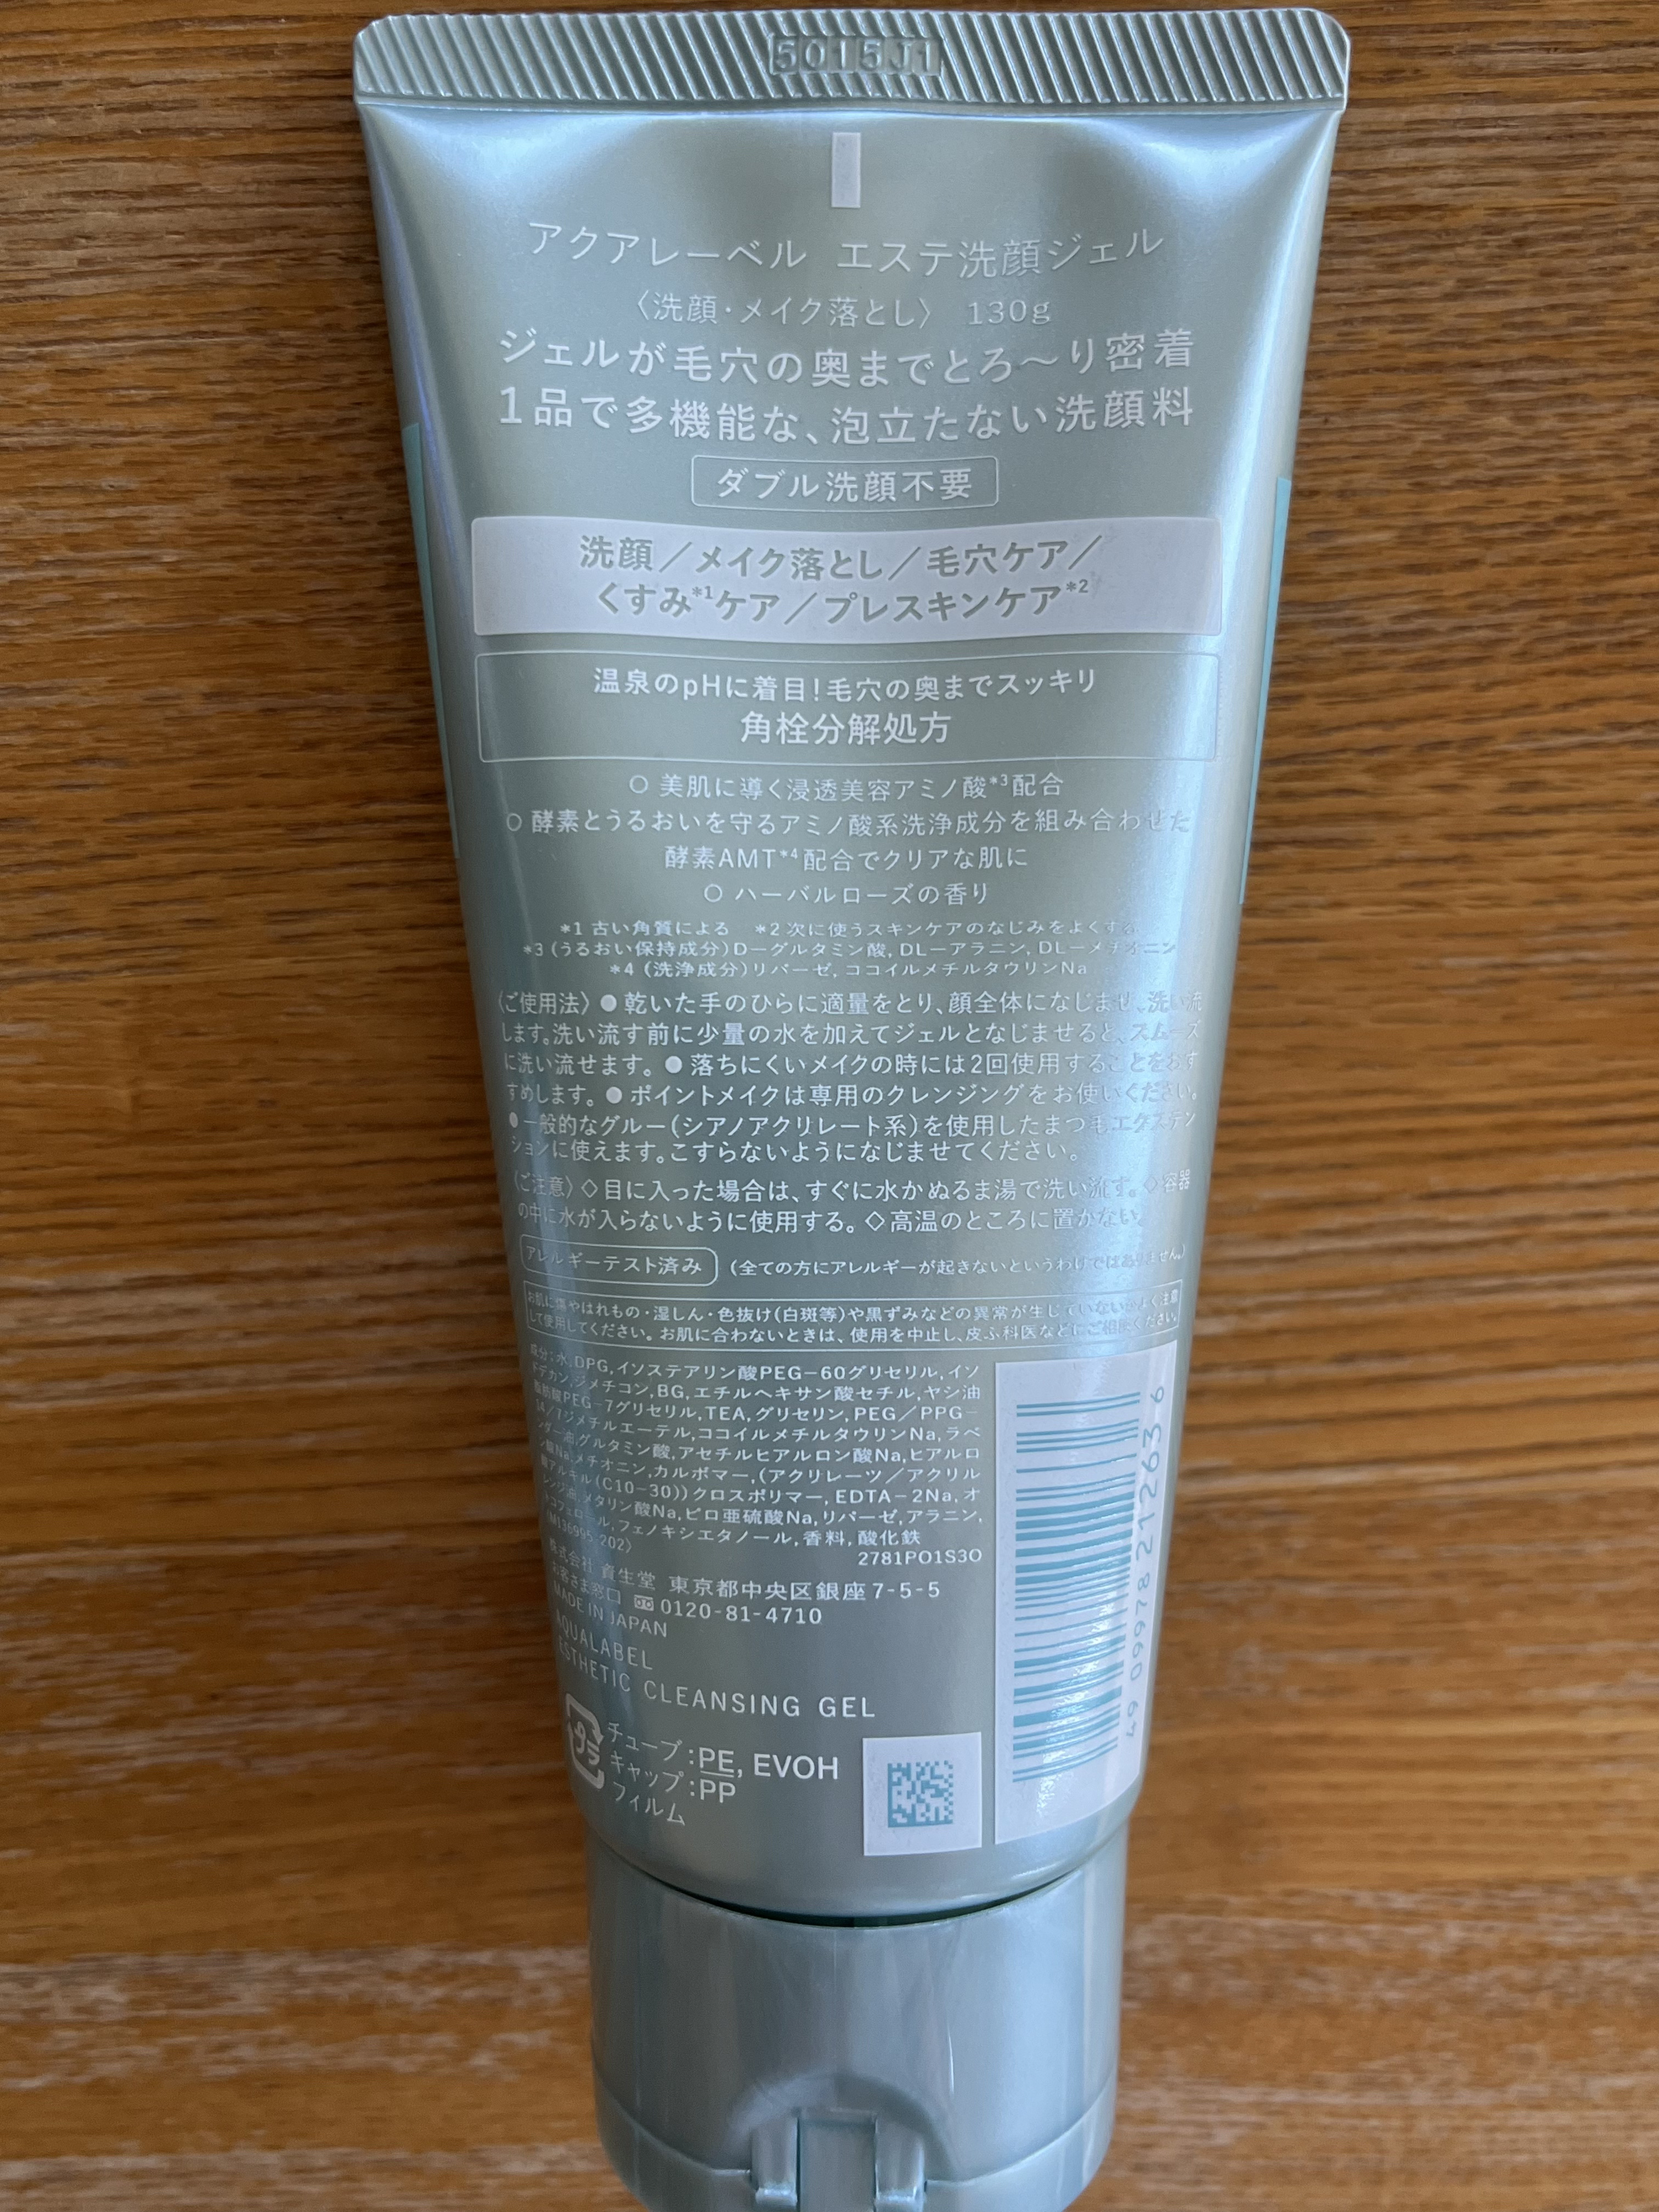 5015J1
アクアレーベル エステ洗顔ジェル
〈洗顔・メイク落とし〉 130g
ジェルが毛穴の奥までとろ〜り密着
1品で多機能な、泡立たない洗顔料
ダブル洗顔不要
洗顔／メイク落とし／毛穴ケア／
くすみ*1ケア／プレスキンケア*2
温泉のpHに着目!毛穴の奥までスッキリ
角栓分解処方
○ 美肌に導く浸透美容アミノ酸*3配合
○ 酵素とうるおいを守るアミノ酸系洗浄成分を組み合わせた
酵素AMT*4配合でクリアな肌に
○ ハーバルローズの香り
*1 古い角質による *2 次に使うスキンケアのなじみをよくする
*3 (うるおい保持成分)D-グルタミン酸, DL-アラニン, DL-メチオニン
*4 (洗浄成分)リパーゼ, ココイルメチルタウリンNa
〈ご使用法〉● 乾いた手のひらに適量をとり、顔全体になじませ、洗い流
します。洗い流す前に少量の水を加えてジェルとなじませると、スムーズ
に洗い流せます。● 落ちにくいメイクの時には2回使用することをおす
すめします。● ポイントメイクは専用のクレンジングをお使いください。
● 一般的なグルー(シアノアクリレート系)を使用したまつ毛エクステン
ションに使えます。こすらないようになじませてください。
〈ご注意〉◇目に入った場合は、すぐに水かぬるま湯で洗い流す。◇容器
の中に水が入らないように使用する。◇高温のところに置かない。
アレルギーテスト済み (全ての方にアレルギーが起きないというわけではありません。)
お肌に傷やはれもの・湿しん・色抜け(白斑等)や黒ずみなどの異常が生じていないかよく注意
して使用してください。お肌に合わないときは、使用を中止し、皮ふ科医などにご相談ください。
成分:水,DPG,イソステアリン酸PEG-60グリセリル,イソ
ドデカン,ジメチコン,BG,エチルヘキサン酸セチル,ヤシ油
脂肪酸PEG-7グリセリル,TEA,グリセリン,PEG/PPG-
14/7ジメチルエーテル,ココイルメチルタウリンNa,ラベ
ンダー油,グルタミン酸,アセチルヒアルロン酸Na,ヒアルロ
ン酸Na,メチオニン,カルボマー,(アクリレーツ/アクリル
酸アルキル(C10-30))クロスポリマー,EDTA-2Na,オ
レンジ油,メタリン酸Na,ピロ亜硫酸Na,リパーゼ,アラニン,
トコフェロール,フェノキシエタノール,香料,酸化鉄
(M136995-202)
2781PO1S3O
株式会社 資生堂 東京都中央区銀座7-5-5
お客さま窓口 0120-81-4710
MADE IN JAPAN
AQUALABEL
ESTHETIC CLEANSING GEL
プラ
チューブ:PE, EVOH
キャップ:PP
フィルム
4909978212636